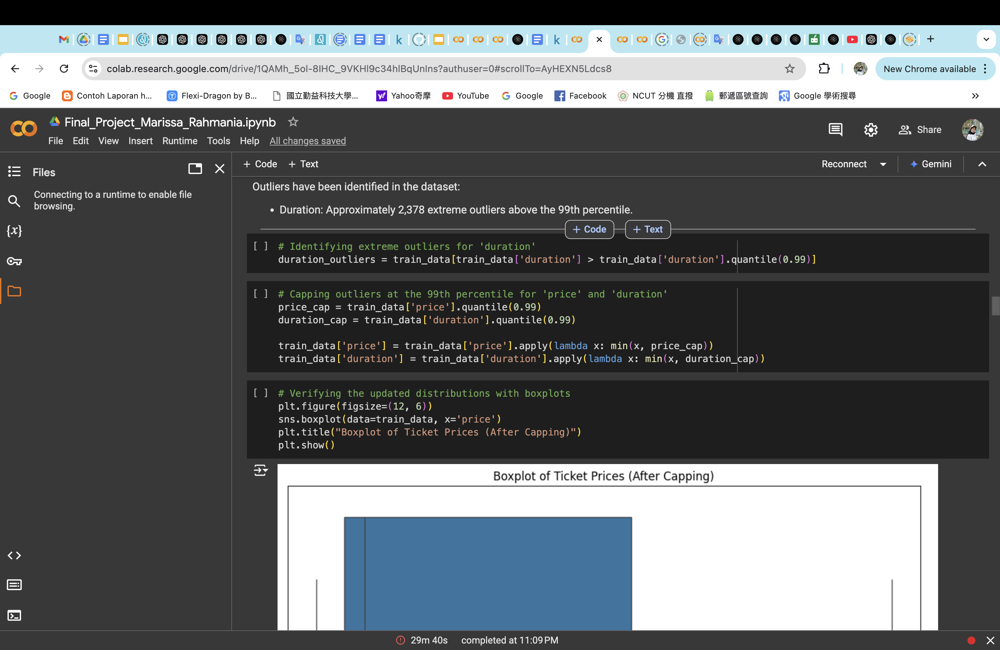 colab.research.google.com/drive/1QAMh_5ol-8IHC_9VKHl9c34hlBqUnIns?authuser=0#scrollTo=AyHEXN5Ldcs8
New Chrome available
Google
Contoh Laporan h...
Flexi-Dragon by B...
國立勤益科技大學...
Yahoo奇摩
YouTube
Google
Facebook
NCUT 分機 直撥
郵遞區號查詢
Google 學術搜尋
Final_Project_Marissa_Rahmania.ipynb
Share
File Edit View Insert Runtime Tools Help All changes saved
Files
+ Code + Text
Reconnect
Gemini
Connecting to a runtime to enable file
browsing.
Outliers have been identified in the dataset:
• Duration: Approximately 2,378 extreme outliers above the 99th percentile.
+ Code + Text
[ ] # Identifying extreme outliers for 'duration'
duration_outliers = train_data[train_data['duration'] > train_data['duration'].quantile(0.99)]
[ ] # Capping outliers at the 99th percentile for 'price' and 'duration'
price_cap = train_data['price'].quantile(0.99)
duration_cap = train_data['duration'].quantile(0.99)
train_data['price'] = train_data['price'].apply(lambda x: min(x, price_cap))
train_data['duration'] = train_data['duration'].apply(lambda x: min(x, duration_cap))
[ ] # Verifying the updated distributions with boxplots
plt.figure(figsize=(12, 6))
sns.boxplot(data=train_data, x='price')
plt.title("Boxplot of Ticket Prices (After Capping)")
plt.show()
Boxplot of Ticket Prices (After Capping)
29m 40s completed at 11:09 PM